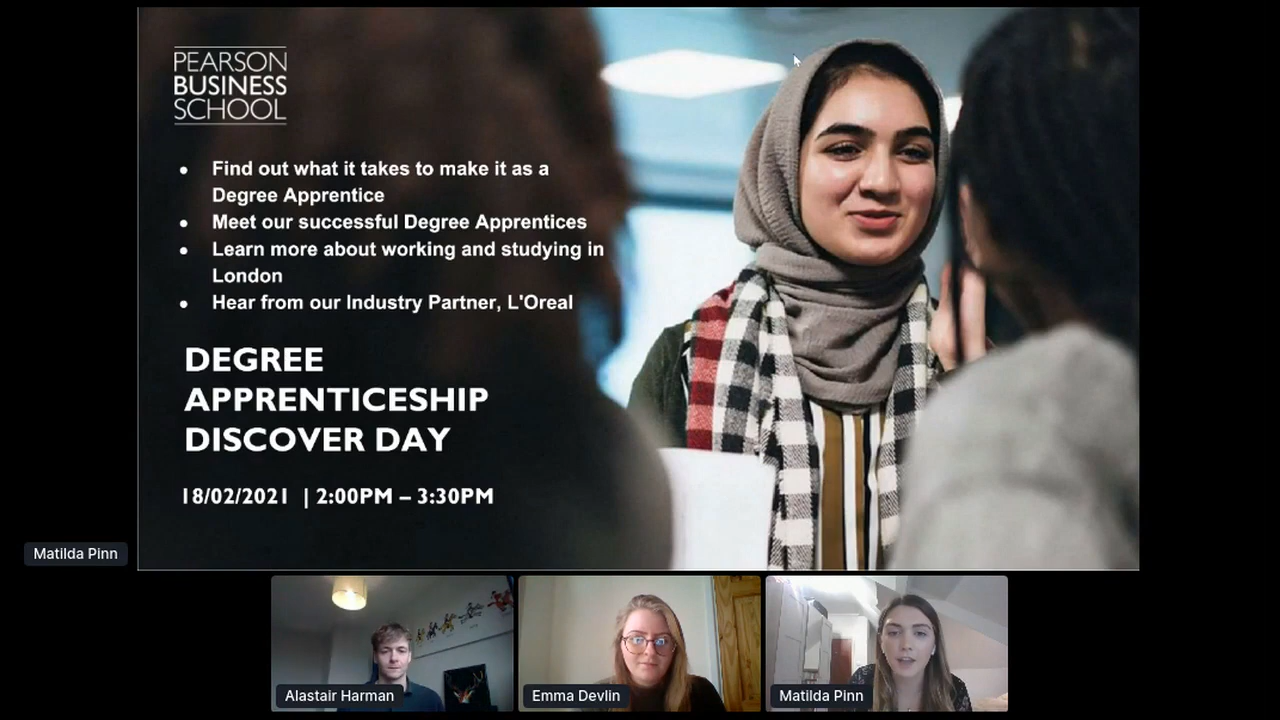 PEARSON
BUSINESS
SCHOOL
• Find out what it takes to make it as a
Degree Apprentice
• Meet our successful Degree Apprentices
• Learn more about working and studying in
London
• Hear from our Industry Partner, L'Oreal
DEGREE
APPRENTICESHIP
DISCOVER DAY
18/02/2021 | 2:00PM – 3:30PM
Matilda Pinn
Alastair Harman
Emma Devlin
Matilda Pinn